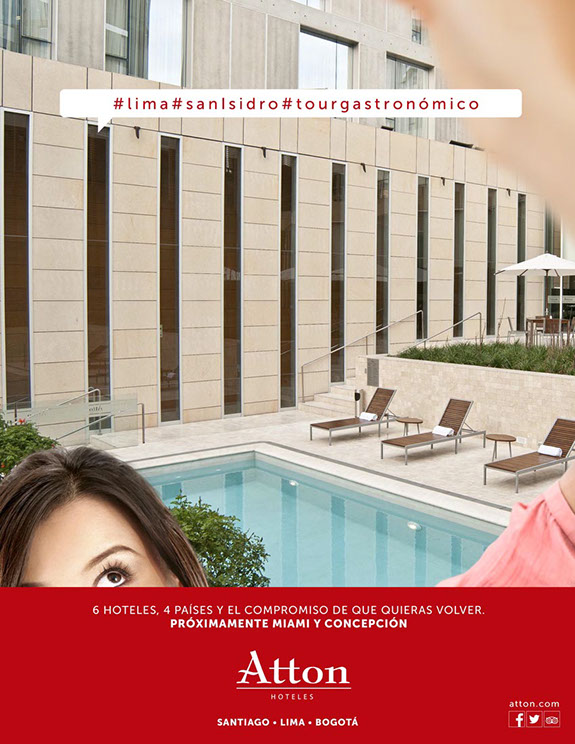 #lima#sanIsidro#tourgastronómico
6 HOTELES, 4 PAÍSES Y EL COMPROMISO DE QUE QUIERAS VOLVER.
PRÓXIMAMENTE MIAMI Y CONCEPCIÓN
Atton
HOTELES
SANTIAGO • LIMA • BOGOTÁ
atton.com